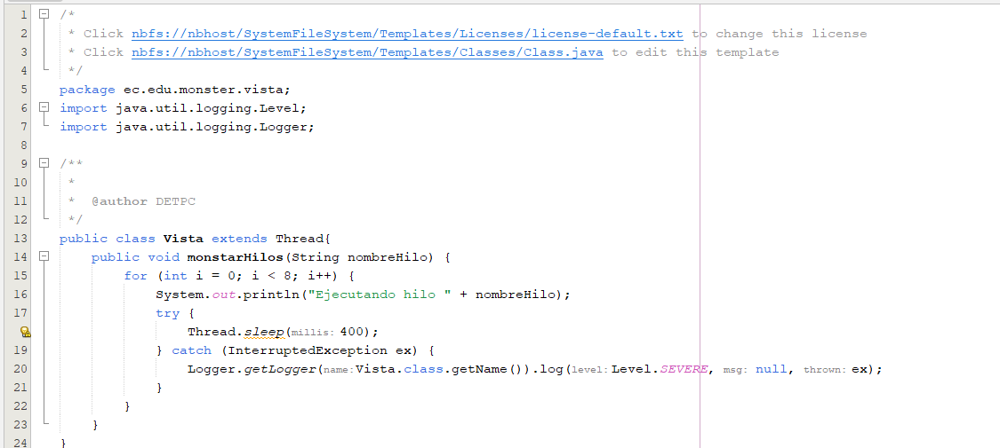 1 /*
2 * Click nbfs://nbhost/SystemFileSystem/Templates/Licenses/license-default.txt to change this license
3 * Click nbfs://nbhost/SystemFileSystem/Templates/Classes/Class.java to edit this template
4 */
5 package ec.edu.monster.vista;
6 import java.util.logging.Level;
7 import java.util.logging.Logger;
8
9 /**
10 *
11 * @author DETPC
12 */
13 public class Vista extends Thread{
14 public void monstarHilos(String nombreHilo) {
15 for (int i = 0; i < 8; i++) {
16 System.out.println("Ejecutando hilo " + nombreHilo);
17 try {
Thread.sleep(millis: 400);
19 } catch (InterruptedException ex) {
20 Logger.getLogger(name:Vista.class.getName()).log(level: Level.SEVERE, msg: null, thrown: ex);
21 }
22 }
23 }
24 }